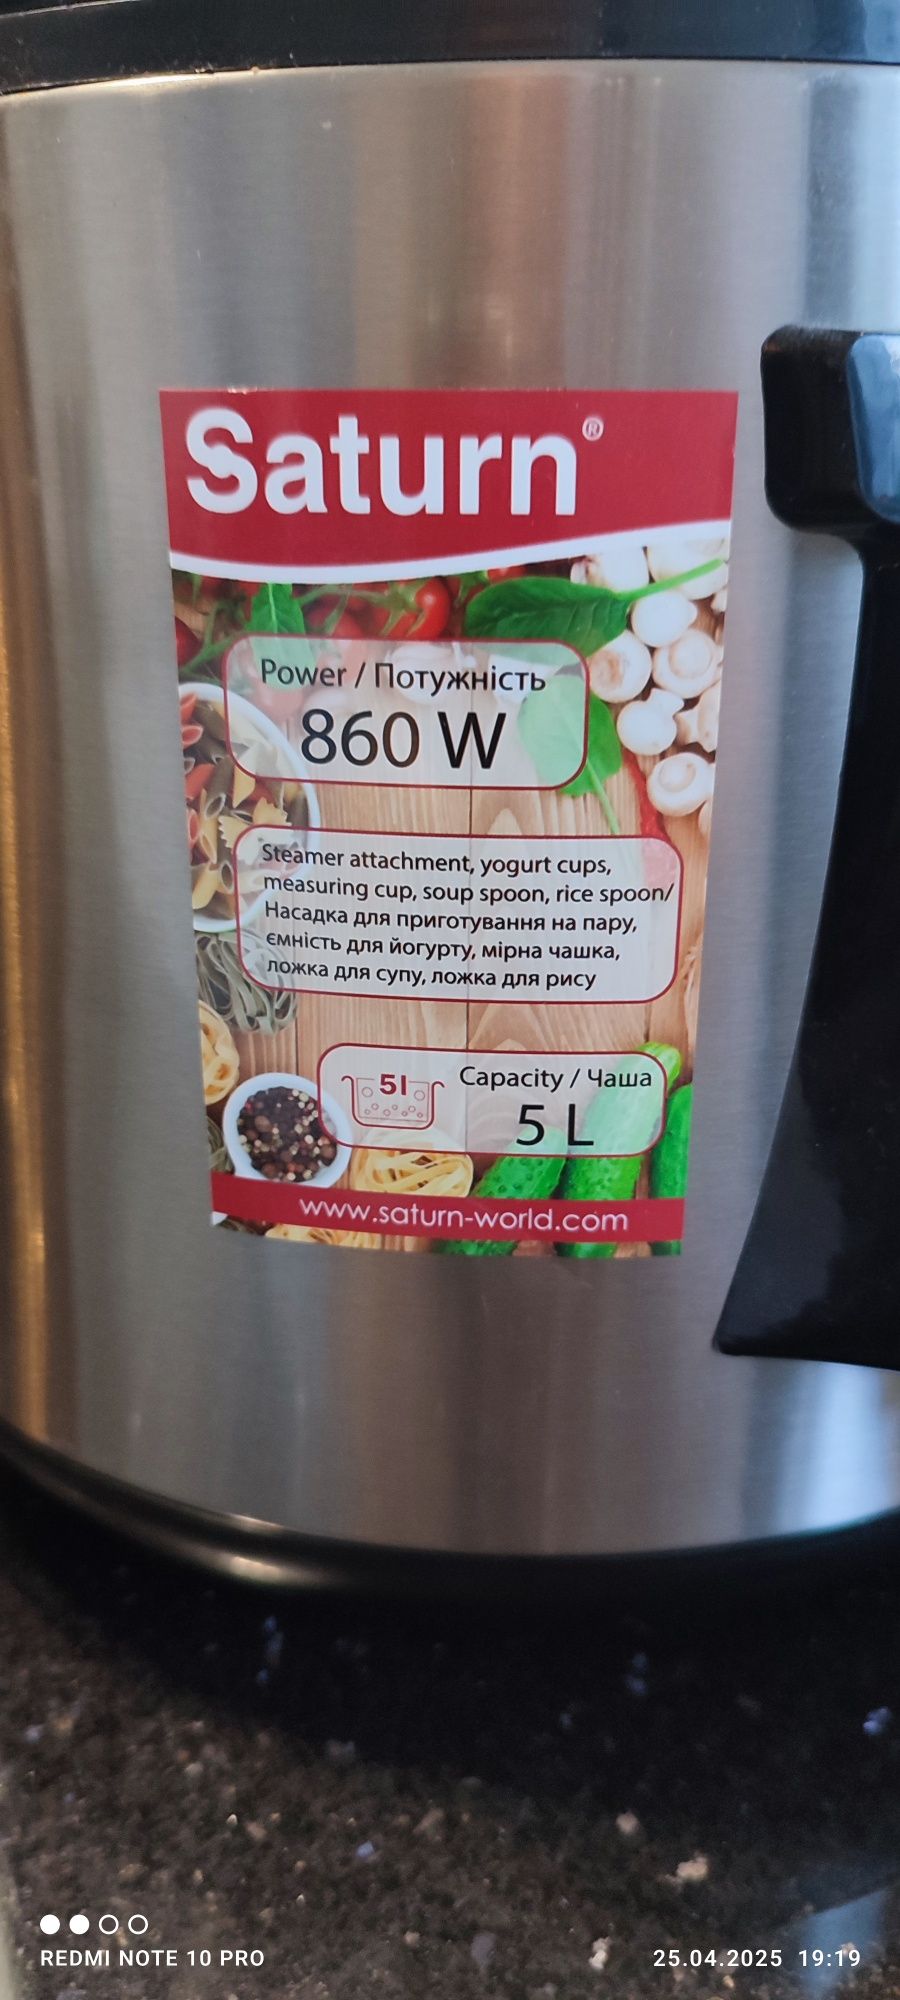 Saturn®
Power / Потужність
860 W
Steamer attachment, yogurt cups,
measuring cup, soup spoon, rice spoon/
Насадка для приготування на пару,
ємність для йогурту, мірна чашка,
ложка для супу, ложка для рису
5l
Capacity / Чаша
5 L
www.saturn-world.com
REDMI NOTE 10 PRO
25.04.2025 19:19